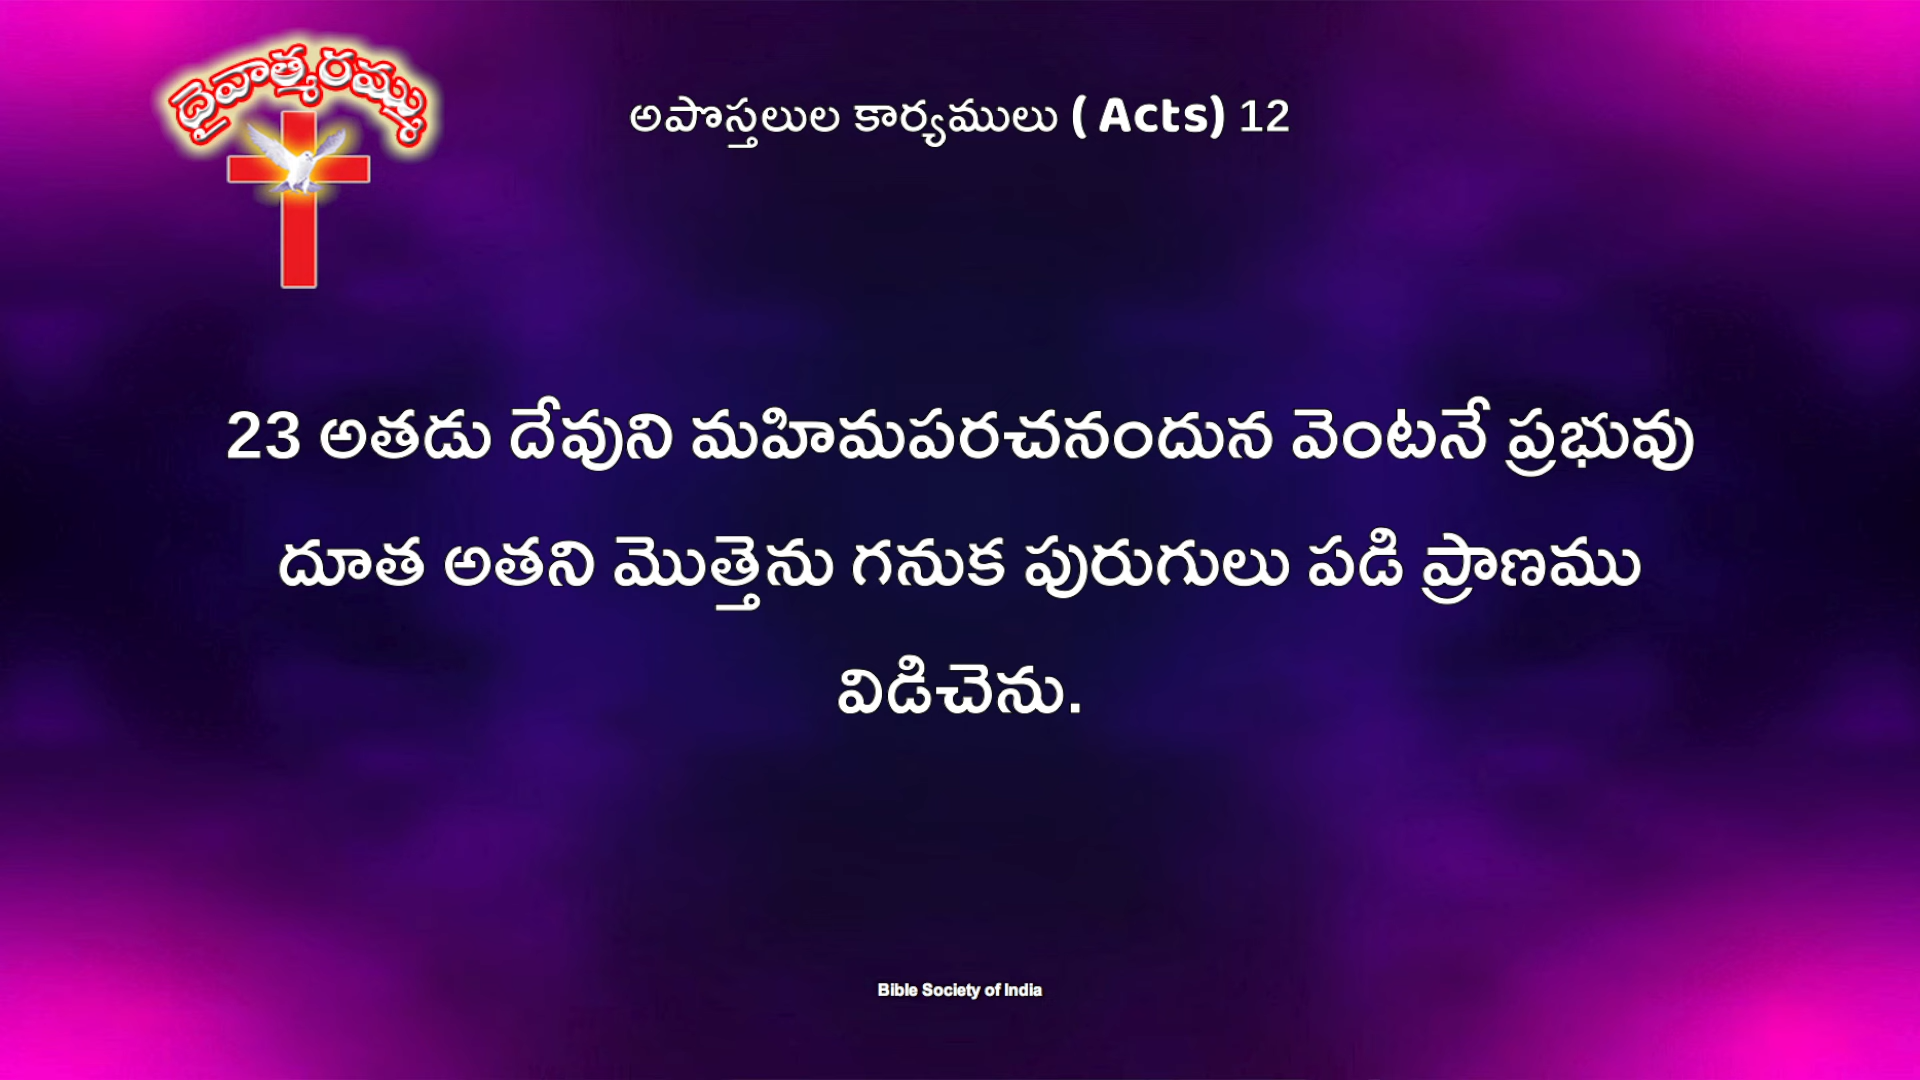 దైవాత్మరమ్ము
అపొస్తలుల కార్యములు ( Acts) 12
23 అతడు దేవుని మహిమపరచనందున వెంటనే ప్రభువు
దూత అతని మొత్తెను గనుక పురుగులు పడి ప్రాణము
విడిచెను.
Bible Society of India